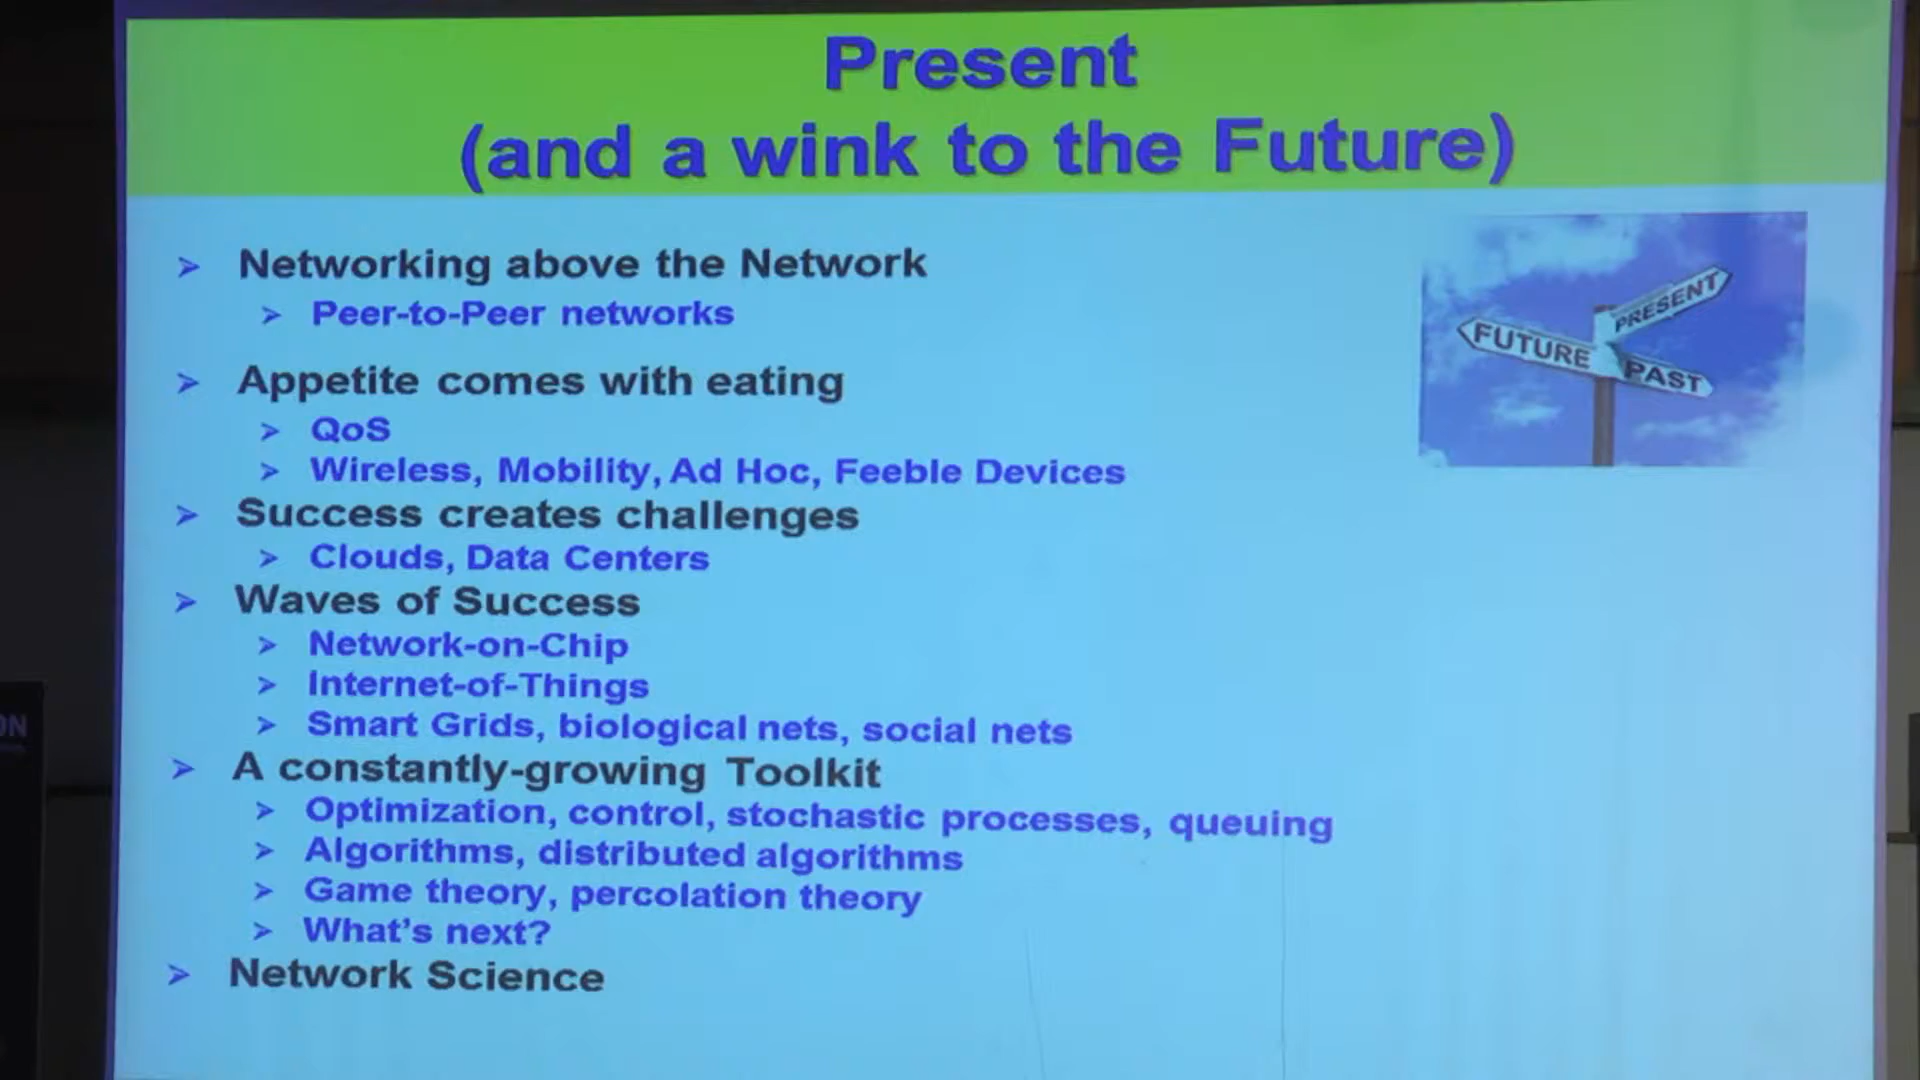 Present
(and a wink to the Future)
Networking above the Network
Peer-to-Peer networks
Appetite comes with eating
QoS
Wireless, Mobility, Ad Hoc, Feeble Devices
Success creates challenges
Clouds, Data Centers
Waves of Success
Network-on-Chip
Internet-of-Things
Smart Grids, biological nets, social nets
A constantly-growing Toolkit
Optimization, control, stochastic processes, queuing
Algorithms, distributed algorithms
Game theory, percolation theory
What's next?
Network Science
PRESENT
FUTURE
PAST
ON